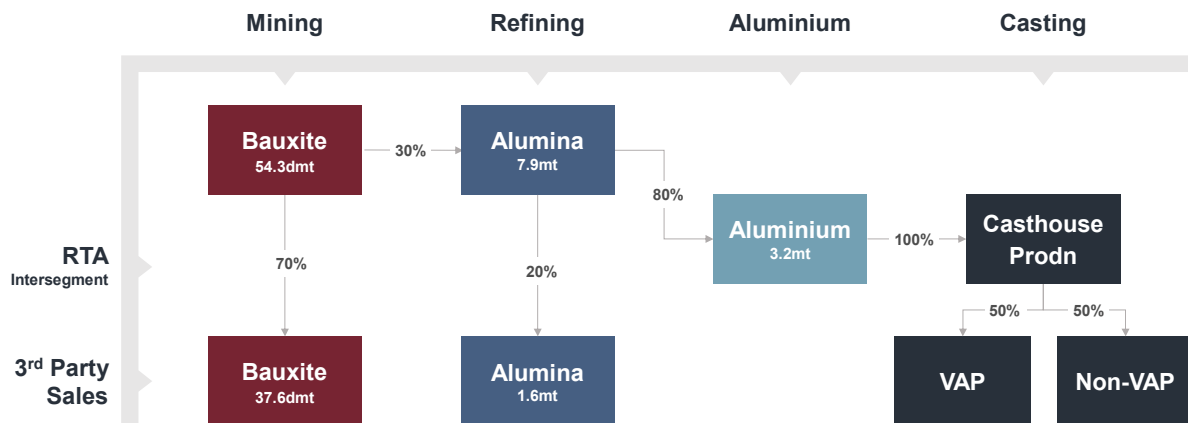 Mining Refining Aluminium Casting
Bauxite
54.3dmt
30%
Alumina
7.9mt
80%
Aluminium
3.2mt
100%
Casthouse
Prodn
RTA
Intersegment
70%
20%
50%
50%
3rd Party
Sales
Bauxite
37.6dmt
Alumina
1.6mt
VAP
Non-VAP